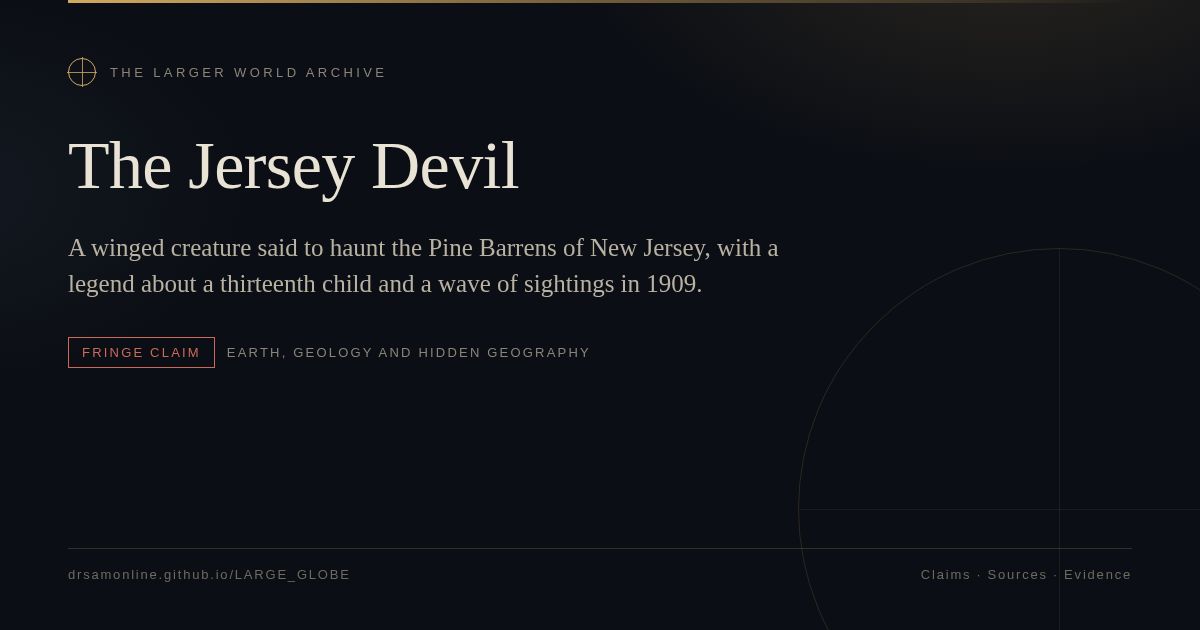 THE LARGER WORLD ARCHIVE
The Jersey Devil
A winged creature said to haunt the Pine Barrens of New Jersey, with a
legend about a thirteenth child and a wave of sightings in 1909.
FRINGE CLAIM EARTH, GEOLOGY AND HIDDEN GEOGRAPHY
drsamonline.github.io/LARGE_GLOBE Claims · Sources · Evidence